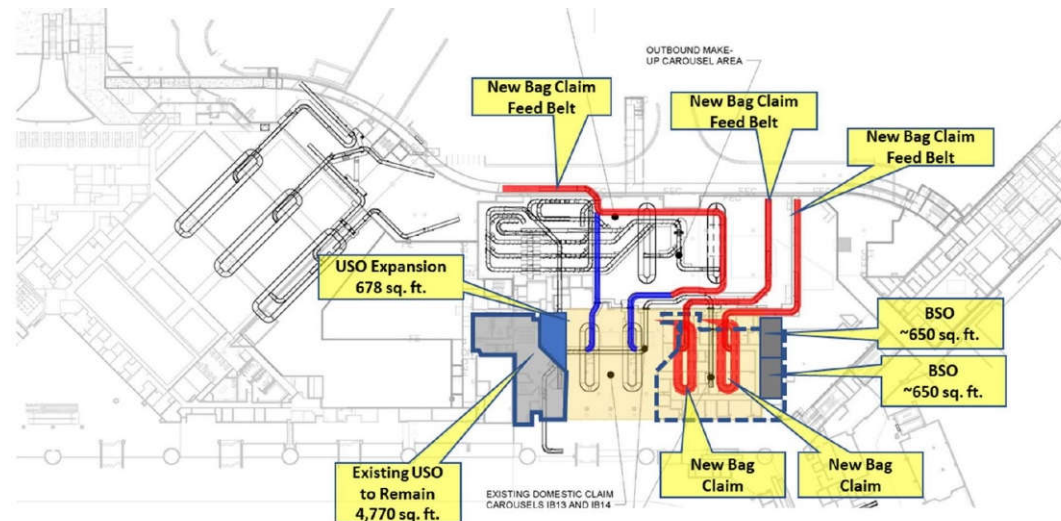 OUTBOUND MAKE-
UP CAROUSEL AREA
New Bag Claim
Feed Belt
New Bag Claim
Feed Belt
New Bag Claim
Feed Belt
USO Expansion
678 sq. ft.
BSO
~650 sq. ft.
BSO
~650 sq. ft.
Existing USO
to Remain
4,770 sq. ft.
EXISTING DOMESTIC CLAIM
CAROUSELS IB13 AND IB14
New Bag
Claim
New Bag
Claim